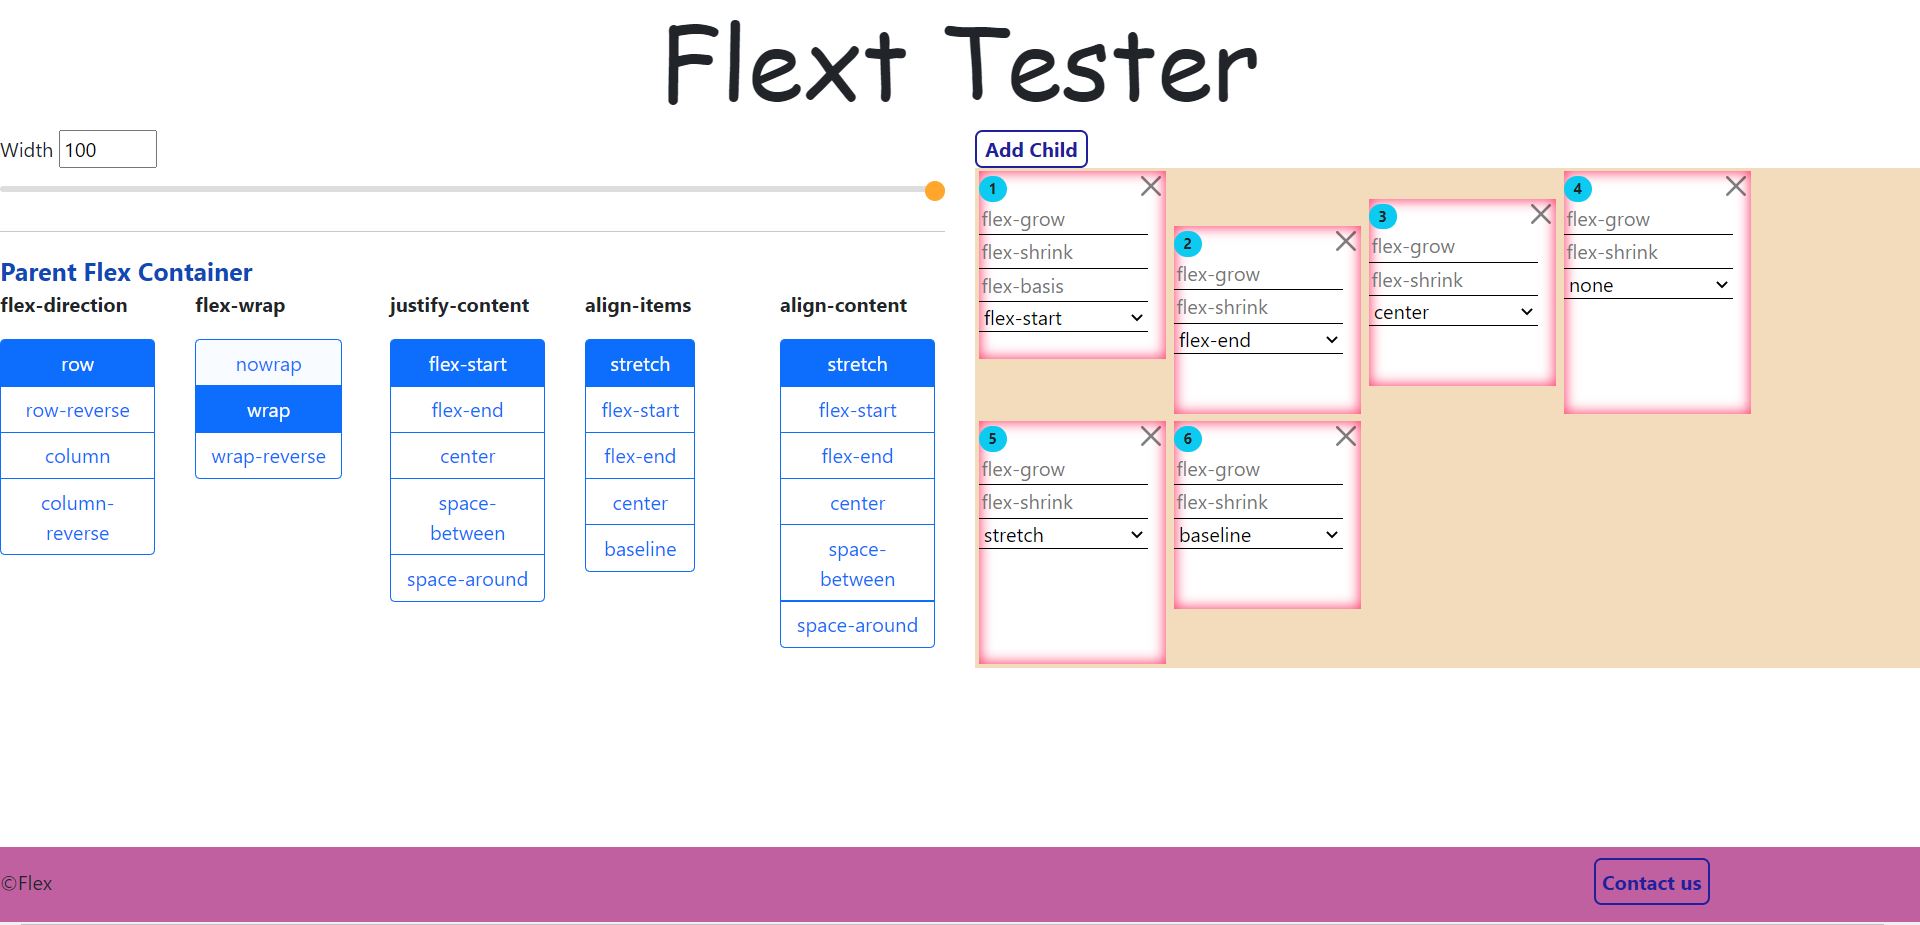 Flext Tester
Width 100
Parent Flex Container
flex-direction
row
row-reverse
column
column-
reverse
flex-wrap
nowrap
wrap
wrap-reverse
justify-content
flex-start
flex-end
center
space-
between
space-around
align-items
stretch
flex-start
flex-end
center
baseline
align-content
stretch
flex-start
flex-end
center
space-
between
space-around
Add Child
1
flex-grow
flex-shrink
flex-basis
flex-start
2
flex-grow
flex-shrink
flex-end
3
flex-grow
flex-shrink
center
4
flex-grow
flex-shrink
none
5
flex-grow
flex-shrink
stretch
6
flex-grow
flex-shrink
baseline
©Flex
Contact us